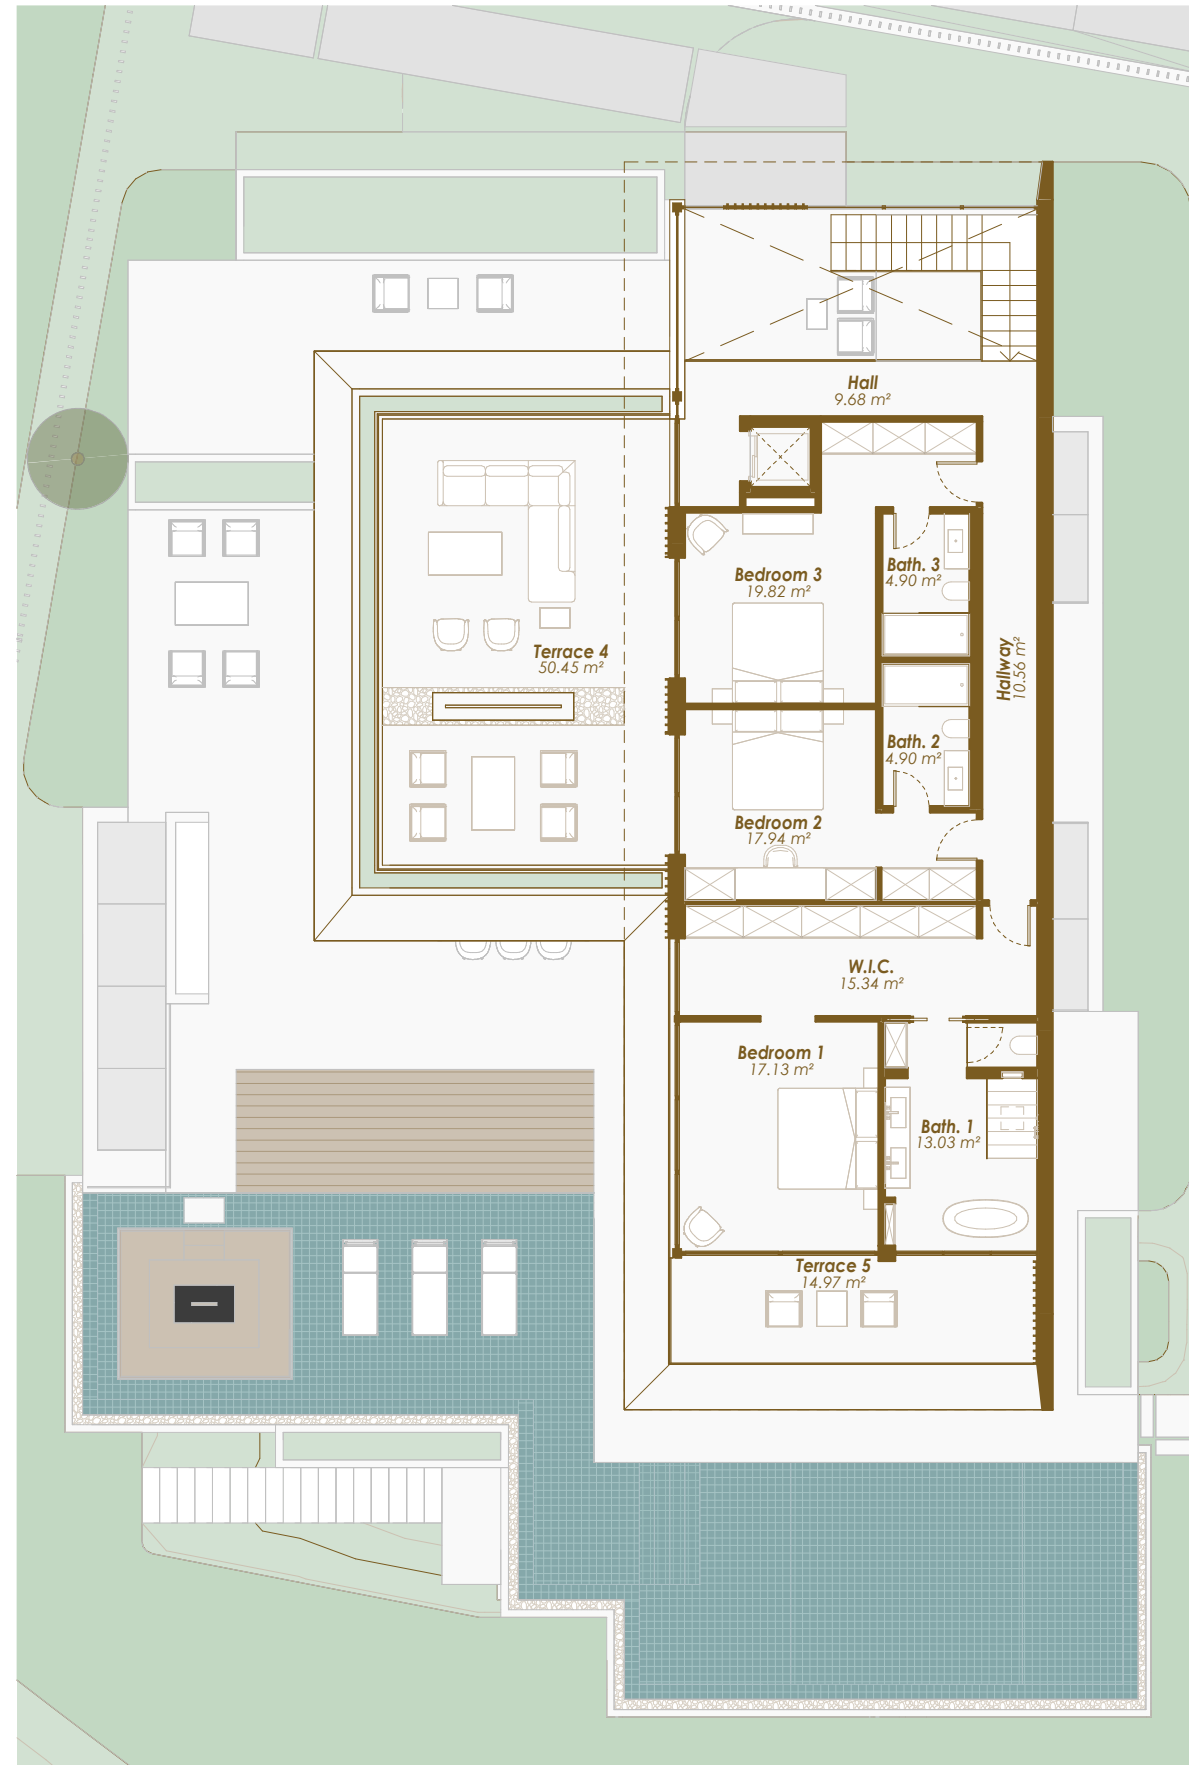 Hall
9.68 m²
Bedroom 3
19.82 m²
Bath. 3
4.90 m²
Terrace 4
50.45 m²
Hallway
10.56 m²
Bath. 2
4.90 m²
Bedroom 2
17.94 m²
W.I.C.
15.34 m²
Bedroom 1
17.13 m²
Bath. 1
13.03 m²
Terrace 5
14.97 m²